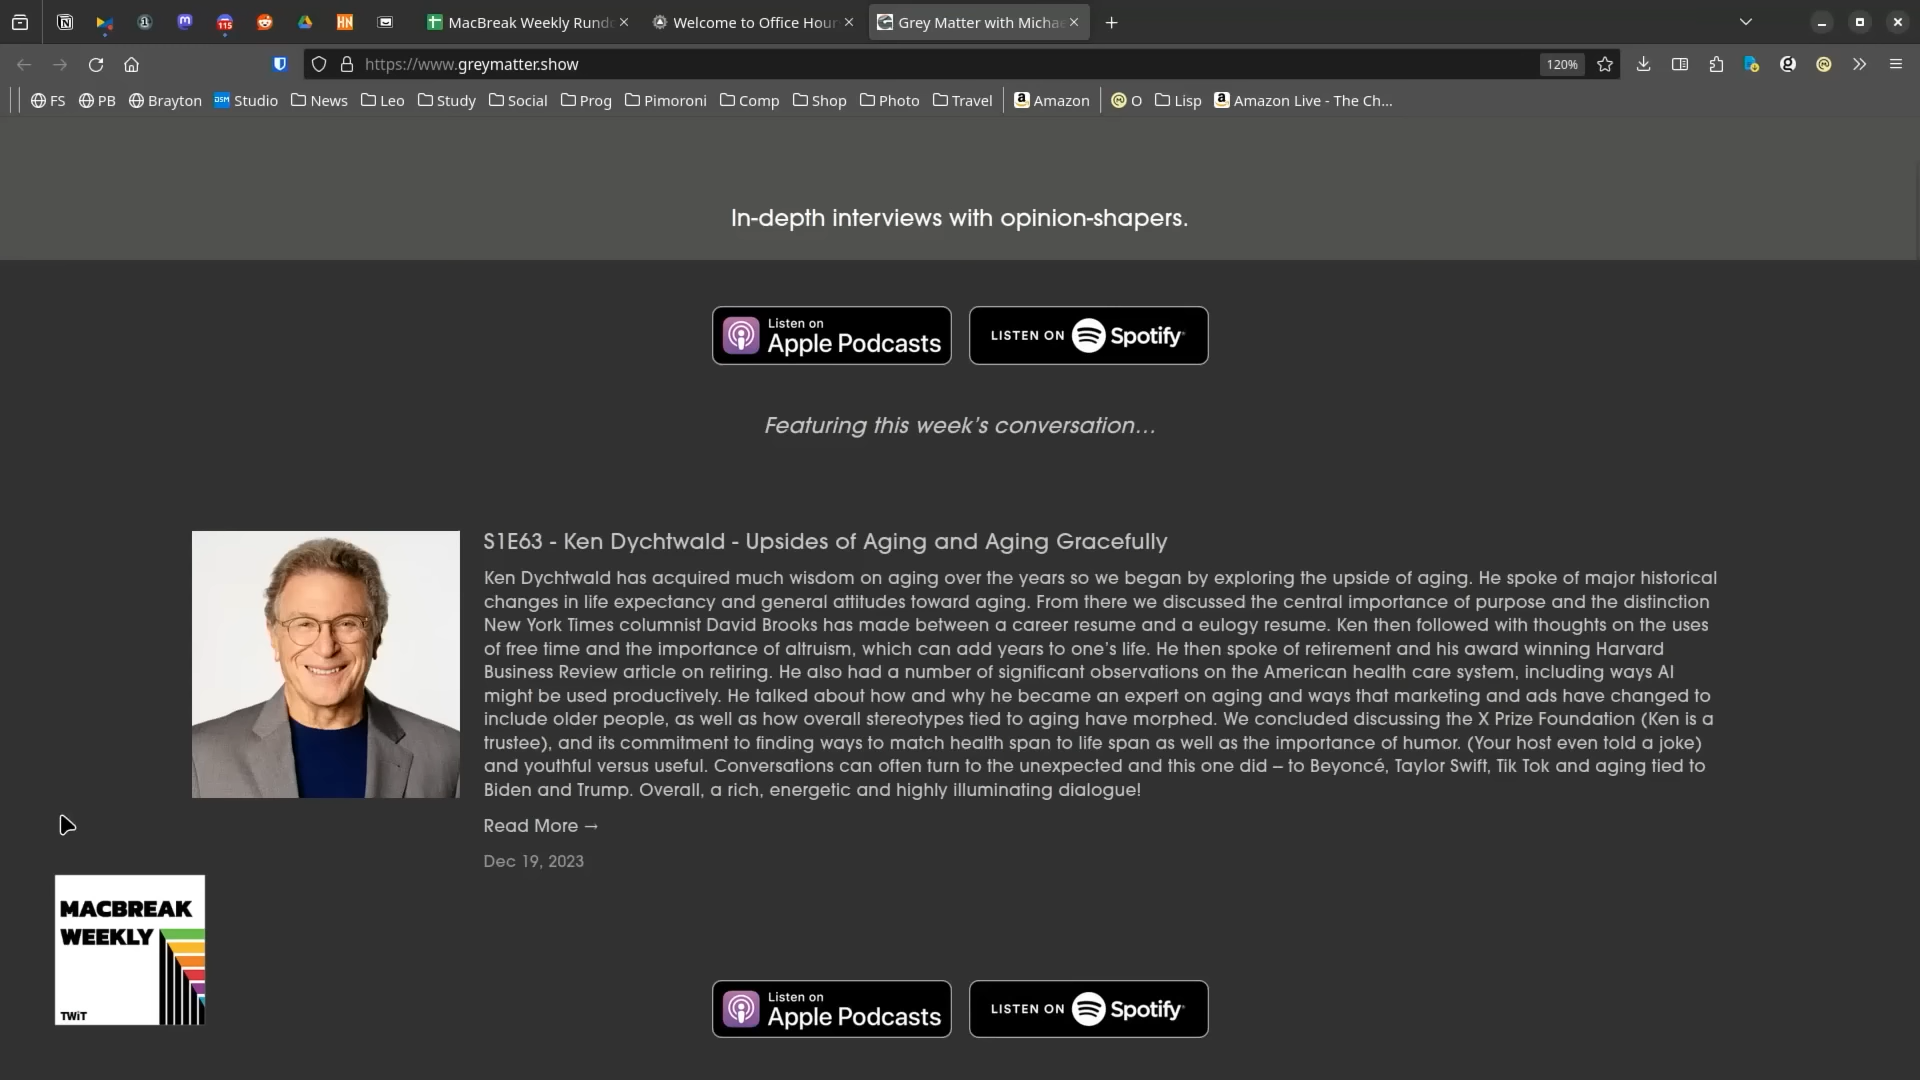 MacBreak Weekly Rund
Welcome to Office Hour
Grey Matter with Michae
https://www.greymatter.show
120%
FS
PB
Brayton
DSM
Studio
News
Leo
Study
Social
Prog
Pimoroni
Comp
Shop
Photo
Travel
Amazon
O
Lisp
Amazon Live - The Ch...
In-depth interviews with opinion-shapers.
Listen on
Apple Podcasts
LISTEN ON Spotify
Featuring this week's conversation...
S1E63 - Ken Dychtwald - Upsides of Aging and Aging Gracefully
Ken Dychtwald has acquired much wisdom on aging over the years so we began by exploring the upside of aging. He spoke of major historical
changes in life expectancy and general attitudes toward aging. From there we discussed the central importance of purpose and the distinction
New York Times columnist David Brooks has made between a career resume and a eulogy resume. Ken then followed with thoughts on the uses
of free time and the importance of altruism, which can add years to one's life. He then spoke of retirement and his award winning Harvard
Business Review article on retiring. He also had a number of significant observations on the American health care system, including ways AI
might be used productively. He talked about how and why he became an expert on aging and ways that marketing and ads have changed to
include older people, as well as how overall stereotypes tied to aging have morphed. We concluded discussing the X Prize Foundation (Ken is a
trustee), and its commitment to finding ways to match health span to life span as well as the importance of humor. (Your host even told a joke)
and youthful versus useful. Conversations can often turn to the unexpected and this one did – to Beyoncé, Taylor Swift, Tik Tok and aging tied to
Biden and Trump. Overall, a rich, energetic and highly illuminating dialogue!
Read More →
Dec 19, 2023
MACBREAK
WEEKLY
TWiT
Listen on
Apple Podcasts
LISTEN ON Spotify